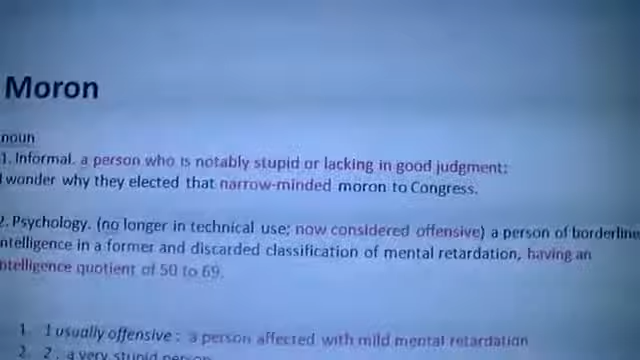 Moron
noun
1. Informal. a person who is notably stupid or lacking in good judgment:
I wonder why they elected that narrow-minded moron to Congress.
2. Psychology. (no longer in technical use; now considered offensive) a person of borderline
ntelligence in a former and discarded classification of mental retardation, having an
ntelligence quotient of 50 to 69.
1. 1 usually offensive : a person affected with mild mental retardation
2. 2. a very stupid person